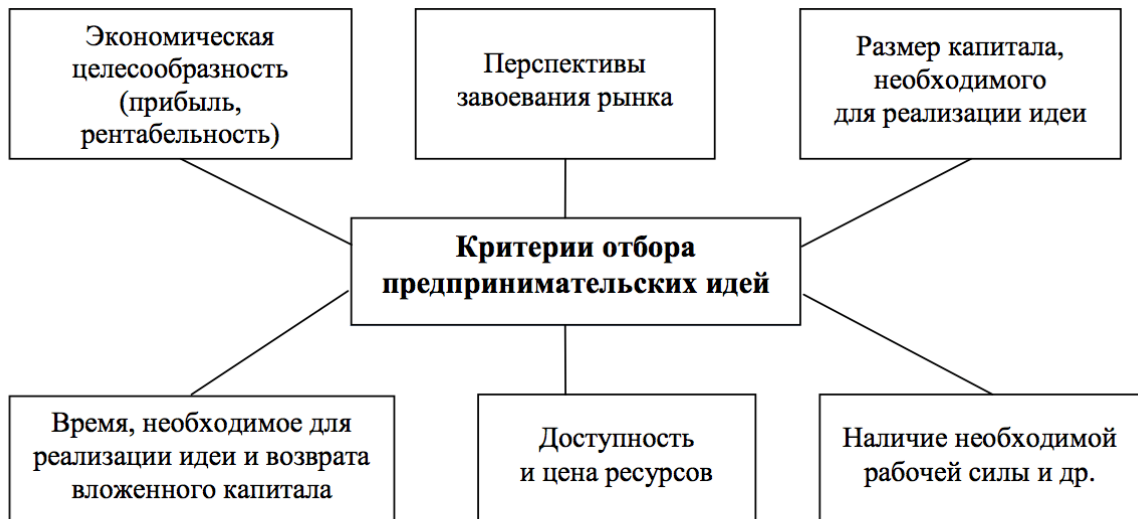 Экономическая
целесообразность
(прибыль,
рентабельность)
Перспективы
завоевания рынка
Размер капитала,
необходимого
для реализации идеи
Критерии отбора
предпринимательских идей
Время, необходимое для
реализации идеи и возврата
вложенного капитала
Доступность
и цена ресурсов
Наличие необходимой
рабочей силы и др.